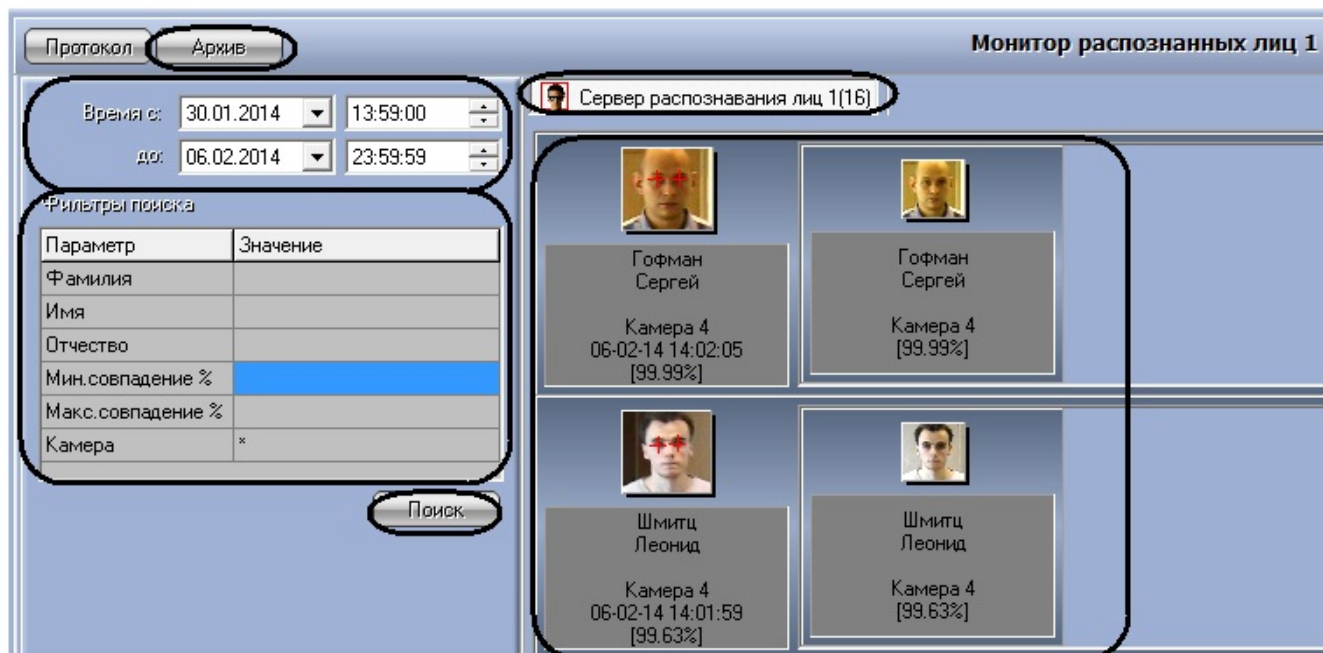 Протокол
Архив
Монитор распознанных лиц 1
Время с: 30.01.2014 13:59:00
до: 06.02.2014 23:59:59
Фильтры поиска
Параметр Значение
Фамилия
Имя
Отчество
Мин.совпадение %
Макс.совпадение %
Камера *
Поиск
Сервер распознавания лиц 1(16)
Гофман
Сергей
Камера 4
06-02-14 14:02:05
[99.99%]
Гофман
Сергей
Камера 4
[99.99%]
Шмитц
Леонид
Камера 4
06-02-14 14:01:59
[99.63%]
Шмитц
Леонид
Камера 4
[99.63%]